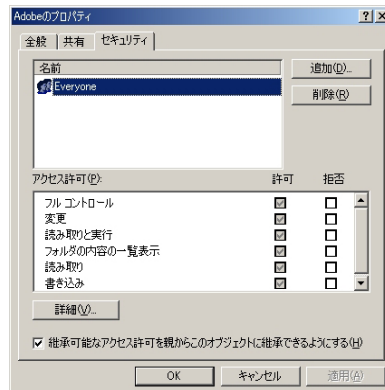 Adobeのプロパティ
全般 共有 セキュリティ
名前
Everyone
追加(D)...
削除(R)
アクセス許可(P): 許可 拒否
フル コントロール
変更
読み取りと実行
フォルダの内容の一覧表示
読み取り
書き込み
詳細(V)...
継承可能なアクセス許可を親からこのオブジェクトに継承できるようにする(H)
OK キャンセル 適用(A)